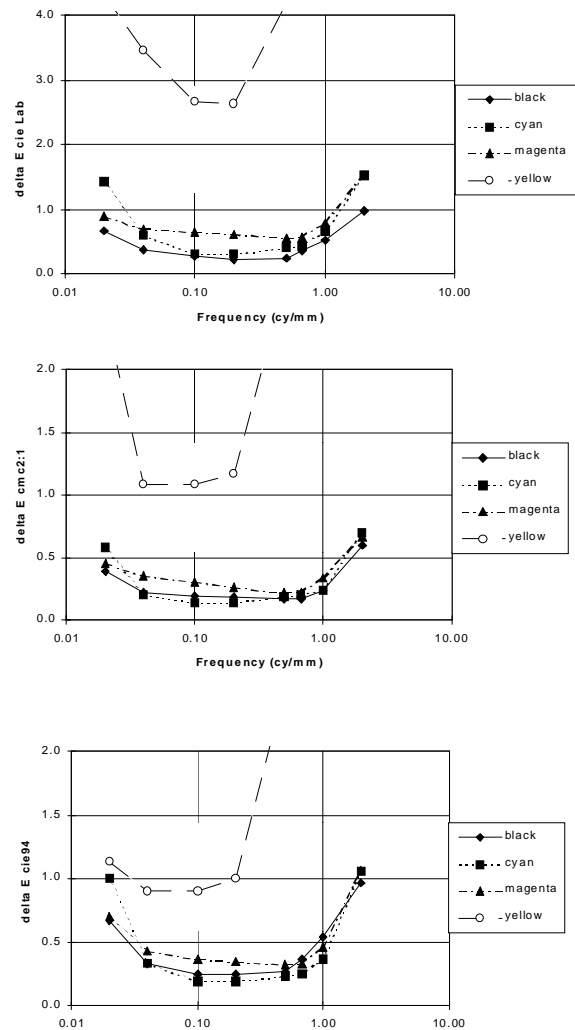 4.0
3.0
2.0
1.0
0.0
delta E cie Lab
0.01 0.10 1.00 10.00
Frequency (cy/mm)
black
cyan
magenta
yellow
2.0
1.5
1.0
0.5
0.0
delta E cmc2:1
0.01 0.10 1.00 10.00
Frequency (cy/mm)
black
cyan
magenta
yellow
2.0
1.5
1.0
0.5
0.0
delta E cie94
0.01 0.10 1.00 10.00
black
cyan
magenta
yellow